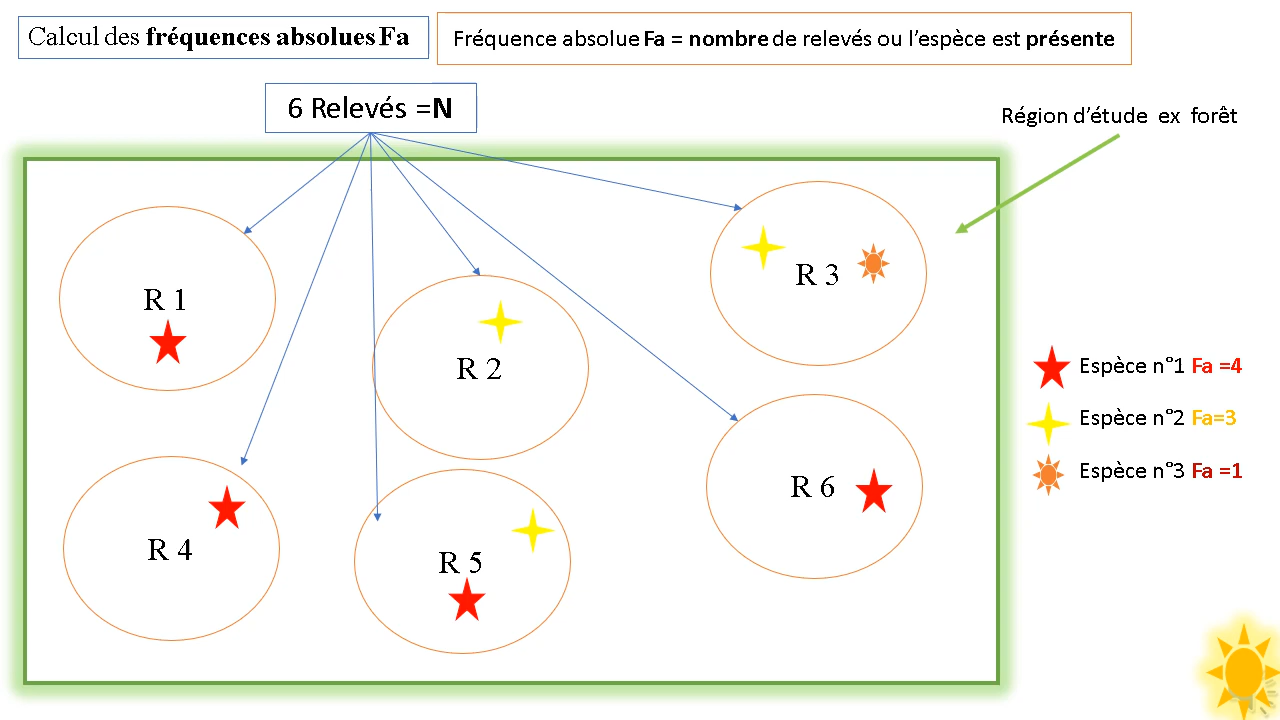 Calcul des fréquences absolues Fa
Fréquence absolue Fa = nombre de relevés ou l'espèce est présente
6 Relevés =N
Région d'étude ex forêt
R 1
R 2
R 3
R 4
R 5
R 6
Espèce n°1 Fa =4
Espèce n°2 Fa=3
Espèce n°3 Fa =1